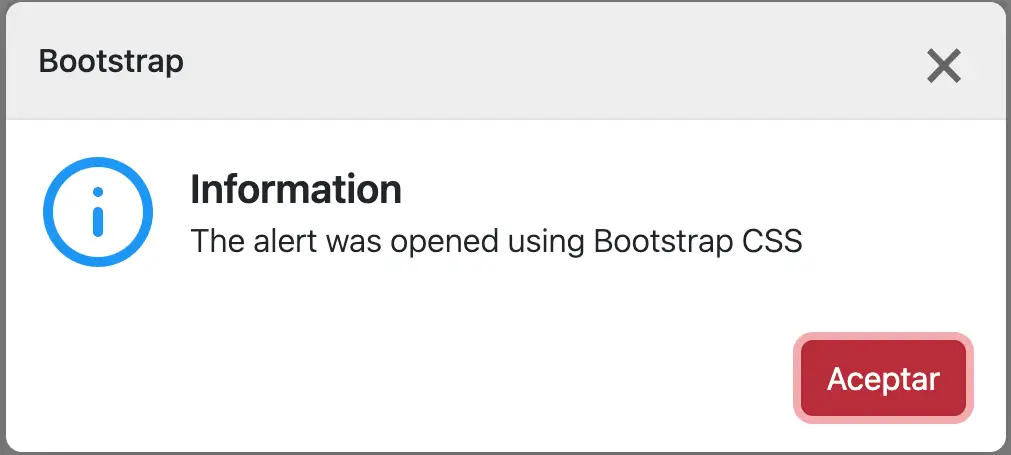 Bootstrap
Information
The alert was opened using Bootstrap CSS
Aceptar